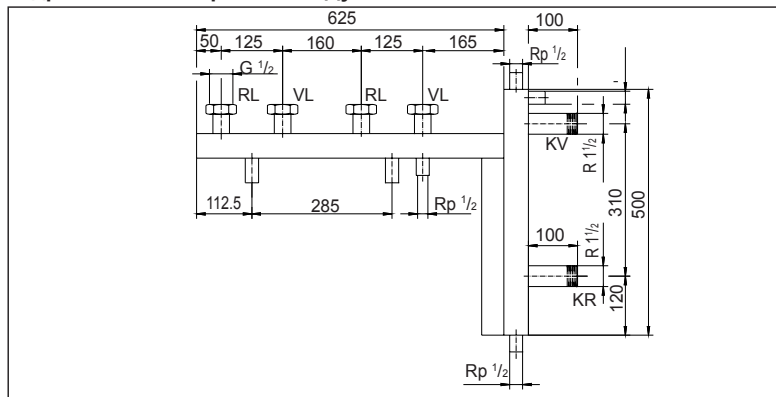 625
100
50 125 160 125 165
Rp 1/2
G 1/2
RL VL RL VL
KV
R 1 1/2
310
500
112.5 285
Rp 1/2
100
R 1 1/2
KR
120
Rp 1/2